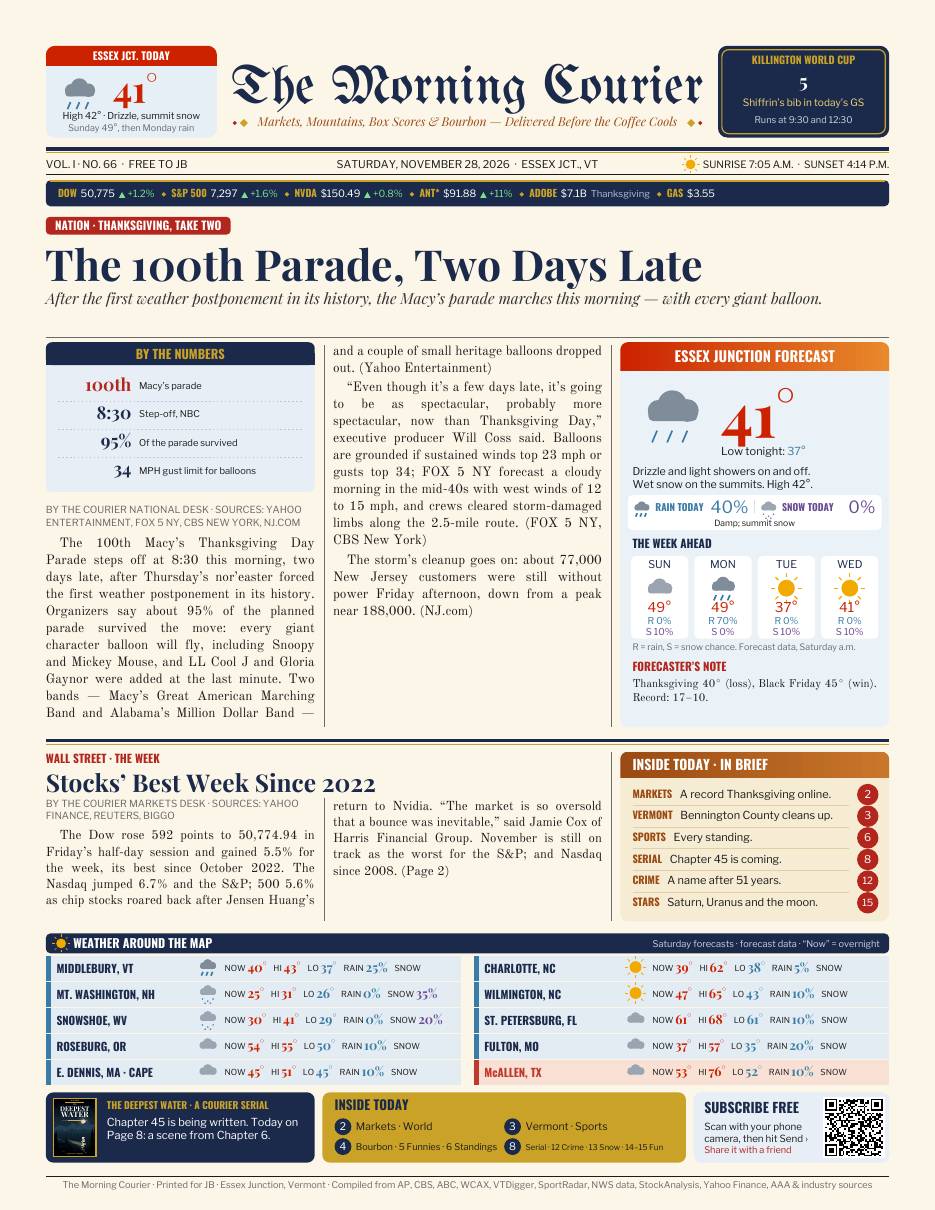 ESSEX JCT. TODAY
41°
High 42° · Drizzle, summit snow
Sunday 49°, then Monday rain
The Morning Courier
Markets, Mountains, Box Scores & Bourbon — Delivered Before the Coffee Cools
KILLINGTON WORLD CUP
5
Shiffrin's bib in today's GS
Runs at 9:30 and 12:30
VOL. I · NO. 66 · FREE TO JB
SATURDAY, NOVEMBER 28, 2026 · ESSEX JCT., VT
SUNRISE 7:05 A.M. · SUNSET 4:14 P.M.
DOW 50,775 ▲+1.2% ◆ S&P 500 7,297 ▲+1.6% ◆ NVDA $150.49 ▲+0.8% ◆ ANT* $91.88 ▲+11% ◆ ADOBE $7.1B Thanksgiving ◆ GAS $3.55
NATION · THANKSGIVING, TAKE TWO
The 100th Parade, Two Days Late
After the first weather postponement in its history, the Macy's parade marches this morning — with every giant balloon.
BY THE NUMBERS
100th Macy's parade
8:30 Step-off, NBC
95% Of the parade survived
34 MPH gust limit for balloons
BY THE COURIER NATIONAL DESK · SOURCES: YAHOO
ENTERTAINMENT, FOX 5 NY, CBS NEW YORK, NJ.COM
The 100th Macy's Thanksgiving Day
Parade steps off at 8:30 this morning, two
days late, after Thursday's nor'easter forced
the first weather postponement in its history.
Organizers say about 95% of the planned
parade survived the move: every giant
character balloon will fly, including Snoopy
and Mickey Mouse, and LL Cool J and Gloria
Gaynor were added at the last minute. Two
bands — Macy's Great American Marching
Band and Alabama's Million Dollar Band —
and a couple of small heritage balloons dropped
out. (Yahoo Entertainment)
“Even though it's a few days late, it's going
to be as spectacular, probably more
spectacular, now than Thanksgiving Day,”
executive producer Will Coss said. Balloons
are grounded if sustained winds top 23 mph or
gusts top 34; FOX 5 NY forecast a cloudy
morning in the mid-40s with west winds of 12
to 15 mph, and crews cleared storm-damaged
limbs along the 2.5-mile route. (FOX 5 NY,
CBS New York)
The storm's cleanup goes on: about 77,000
New Jersey customers were still without
power Friday afternoon, down from a peak
near 188,000. (NJ.com)
ESSEX JUNCTION FORECAST
41°
Low tonight: 37°
Drizzle and light showers on and off.
Wet snow on the summits. High 42°.
RAIN TODAY 40% SNOW TODAY 0%
Damp; summit snow
THE WEEK AHEAD
SUN MON TUE WED
49° 49° 37° 41°
R 0% R 70% R 0% R 0%
S 10% S 0% S 10% S 10%
R = rain, S = snow chance. Forecast data, Saturday a.m.
FORECASTER'S NOTE
Thanksgiving 40° (loss), Black Friday 45° (win).
Record: 17–10.
WALL STREET · THE WEEK
Stocks' Best Week Since 2022
BY THE COURIER MARKETS DESK · SOURCES: YAHOO
FINANCE, REUTERS, BIGGO
The Dow rose 592 points to 50,774.94 in
Friday's half-day session and gained 5.5% for
the week, its best since October 2022. The
Nasdaq jumped 6.7% and the S&P; 500 5.6%
as chip stocks roared back after Jensen Huang's
return to Nvidia. “The market is so oversold
that a bounce was inevitable,” said Jamie Cox of
Harris Financial Group. November is still on
track as the worst for the S&P; and Nasdaq
since 2008. (Page 2)
INSIDE TODAY · IN BRIEF
MARKETS A record Thanksgiving online. 2
VERMONT Bennington County cleans up. 3
SPORTS Every standing. 6
SERIAL Chapter 45 is coming. 8
CRIME A name after 51 years. 12
STARS Saturn, Uranus and the moon. 15
WEATHER AROUND THE MAP
Saturday forecasts · forecast data · “Now” = overnight
MIDDLEBURY, VT NOW 40° HI 43° LO 37° RAIN 25% SNOW
MT. WASHINGTON, NH NOW 25° HI 31° LO 26° RAIN 0% SNOW 35%
SNOWSHOE, WV NOW 30° HI 41° LO 29° RAIN 0% SNOW 20%
ROSEBURG, OR NOW 54° HI 55° LO 50° RAIN 10% SNOW
E. DENNIS, MA · CAPE NOW 45° HI 51° LO 45° RAIN 10% SNOW
CHARLOTTE, NC NOW 39° HI 62° LO 38° RAIN 5% SNOW
WILMINGTON, NC NOW 47° HI 65° LO 43° RAIN 10% SNOW
ST. PETERSBURG, FL NOW 61° HI 68° LO 61° RAIN 10% SNOW
FULTON, MO NOW 37° HI 57° LO 35° RAIN 20% SNOW
McALLEN, TX NOW 53° HI 76° LO 52° RAIN 10% SNOW
DEEPEST
WATER
THE DEEPEST WATER · A COURIER SERIAL
Chapter 45 is being written. Today on
Page 8: a scene from Chapter 6.
INSIDE TODAY
2 Markets · World 3 Vermont · Sports
4 Bourbon · 5 Funnies · 6 Standings 8 Serial · 12 Crime · 13 Snow · 14–15 Fun
SUBSCRIBE FREE
Scan with your phone
camera, then hit Send ›
Share it with a friend
The Morning Courier · Printed for JB · Essex Junction, Vermont · Compiled from AP, CBS, ABC, WCAX, VTDigger, SportRadar, NWS data, StockAnalysis, Yahoo Finance, AAA & industry sources